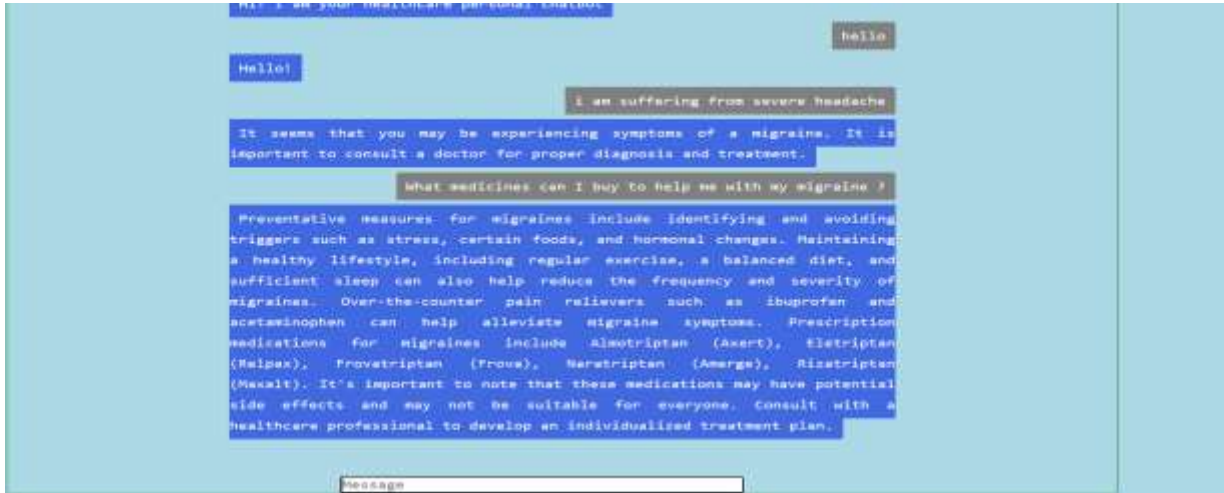 Hi! I am your healthcare personal chatbot
hello
Hello!
i am suffering from severe headache
It seems that you may be experiencing symptoms of a migraine. It is
important to consult a doctor for proper diagnosis and treatment.
What medicines can I buy to help me with my migraine ?
Preventative measures for migraines include identifying and avoiding
triggers such as stress, certain foods, and hormonal changes. Maintaining
a healthy lifestyle, including regular exercise, a balanced diet, and
sufficient sleep can also help reduce the frequency and severity of
migraines. Over-the-counter pain relievers such as ibuprofen and
acetaminophen can help alleviate migraine symptoms. Prescription
medications for migraines include Almotriptan (Axert), Eletriptan
(Relpax), Frovatriptan (Frova), Naratriptan (Amerge), Rizatriptan
(Maxalt). It's important to note that these medications may have potential
side effects and may not be suitable for everyone. Consult with a
healthcare professional to develop an individualized treatment plan.
Message